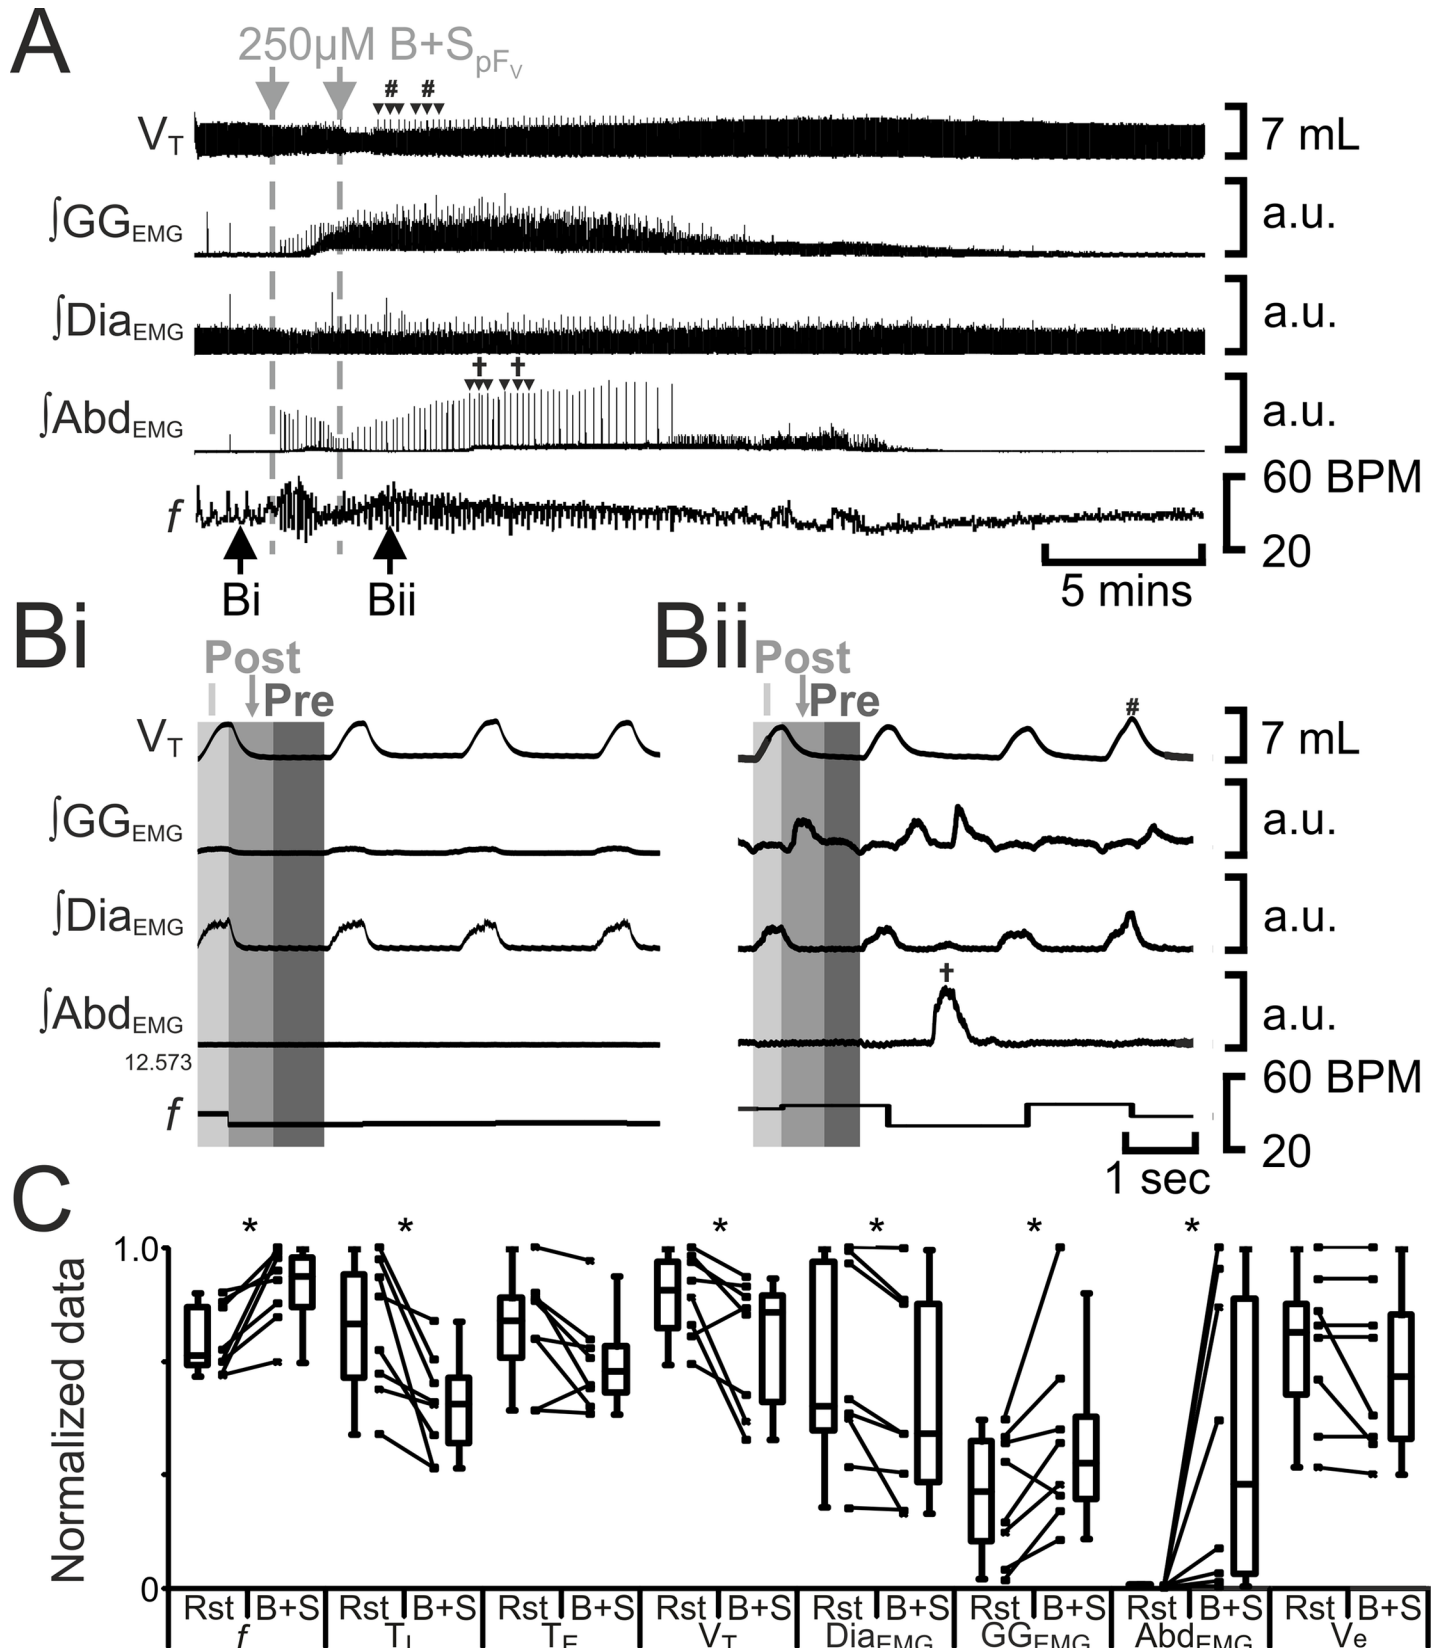 A
250µM B+SpFV
# #
VT
7 mL
∫GGEMG
a.u.
∫DiaEMG
a.u.
† †
∫AbdEMG
a.u.
f
60 BPM
20
Bi
Bii
5 mins
Bi
Bii
I
Post
Pre
I
Post
Pre
#
VT
7 mL
∫GGEMG
a.u.
∫DiaEMG
a.u.
†
∫AbdEMG
a.u.
12.573
f
60 BPM
20
1 sec
C
* * * * * *
Normalized data
1.0
0
Rst B+S Rst B+S Rst B+S Rst B+S Rst B+S Rst B+S Rst B+S Rst B+S
f TI TE VT DiaEMG GGEMG AbdEMG Ve